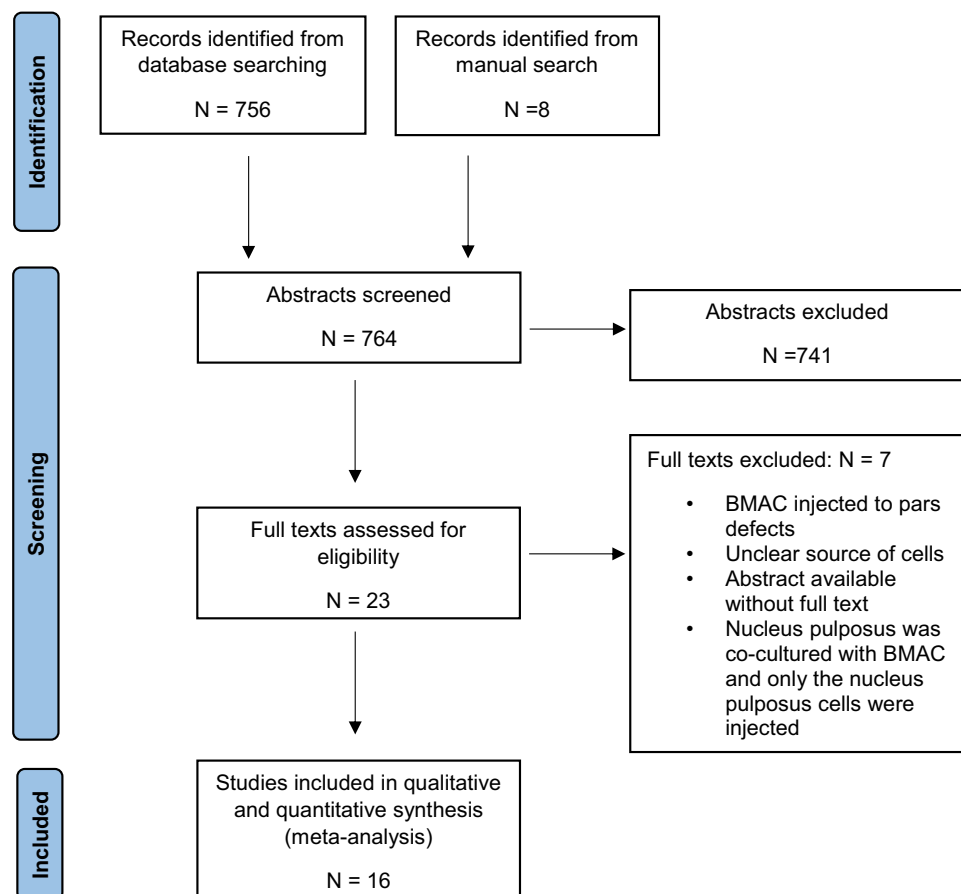 Identification
Records identified from
database searching
N = 756
Records identified from
manual search
N =8
Screening
Abstracts screened
N = 764
Abstracts excluded
N =741
Full texts assessed for
eligibility
N = 23
Full texts excluded: N = 7
• BMAC injected to pars
defects
• Unclear source of cells
• Abstract available
without full text
• Nucleus pulposus was
co-cultured with BMAC
and only the nucleus
pulposus cells were
injected
Included
Studies included in qualitative
and quantitative synthesis
(meta-analysis)
N = 16